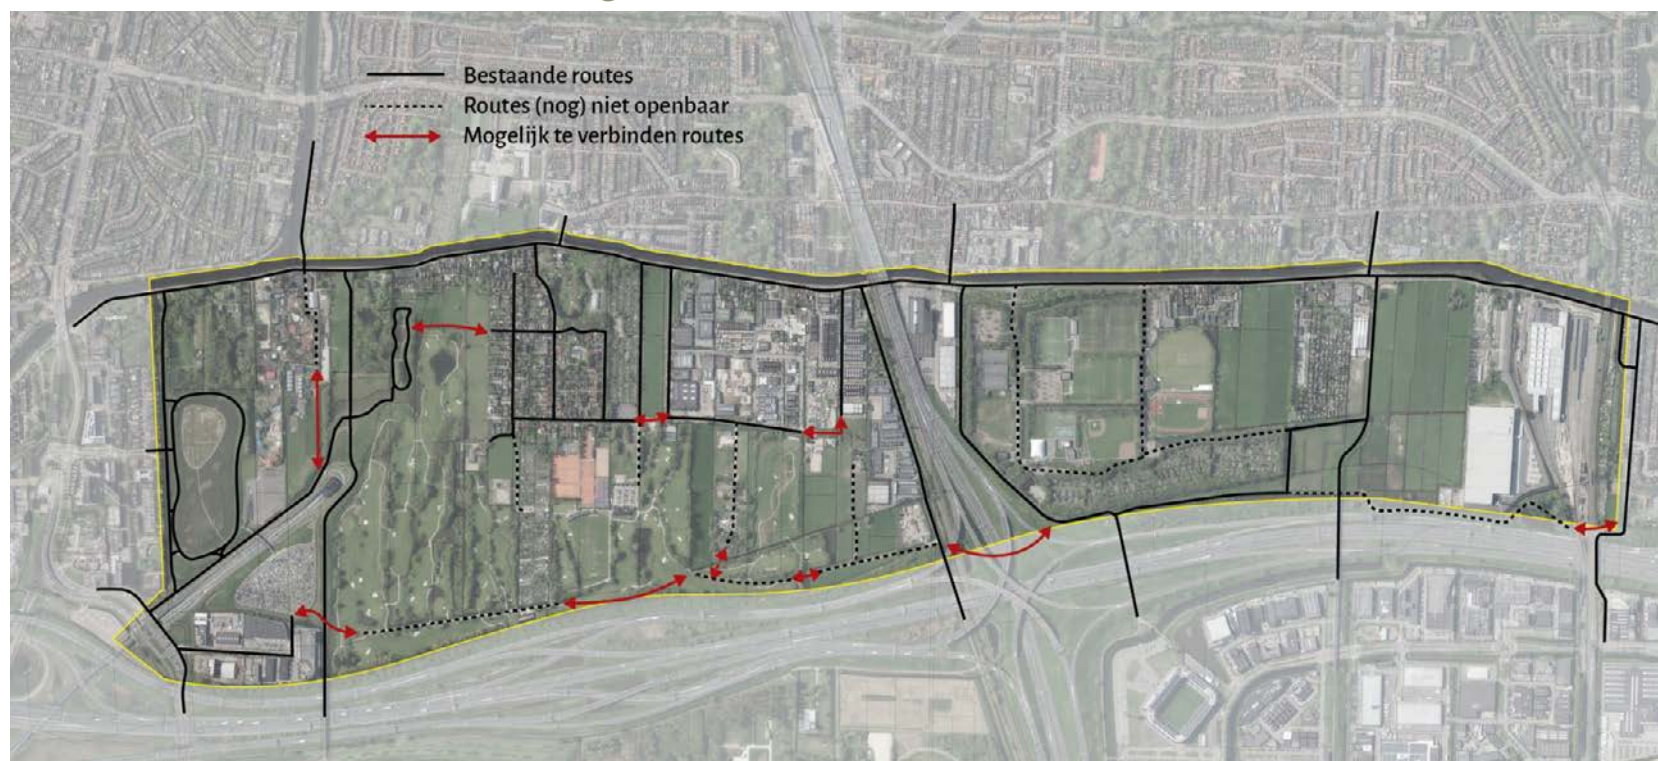 Bestaande routes
Routes (nog) niet openbaar
Mogelijk te verbinden routes